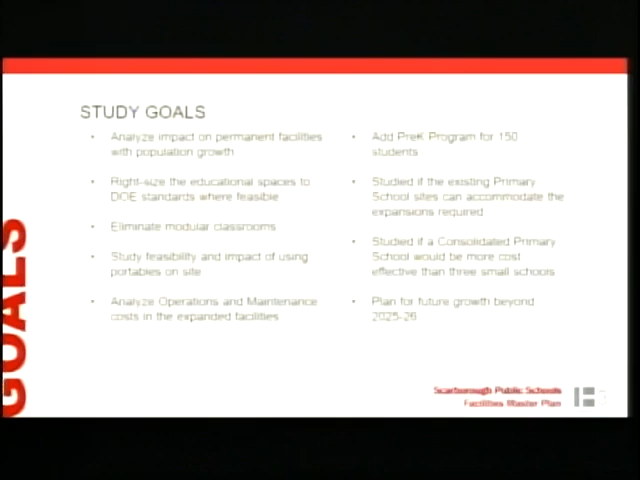 GOALS
STUDY GOALS
• Analyze impact on permanent facilities
with population growth
• Right-size the educational spaces to
DOE standards where feasible
• Eliminate modular classrooms
• Study feasibility and impact of using
portables on site
• Analyze Operations and Maintenance
costs in the expanded facilities
• Add PreK Program for 150
students
• Studied if the existing Primary
School sites can accommodate the
expansions required
• Studied if a Consolidated Primary
School would be more cost
effective than three small schools
• Plan for future growth beyond
2025-26
Scarborough Public Schools
Facilities Master Plan